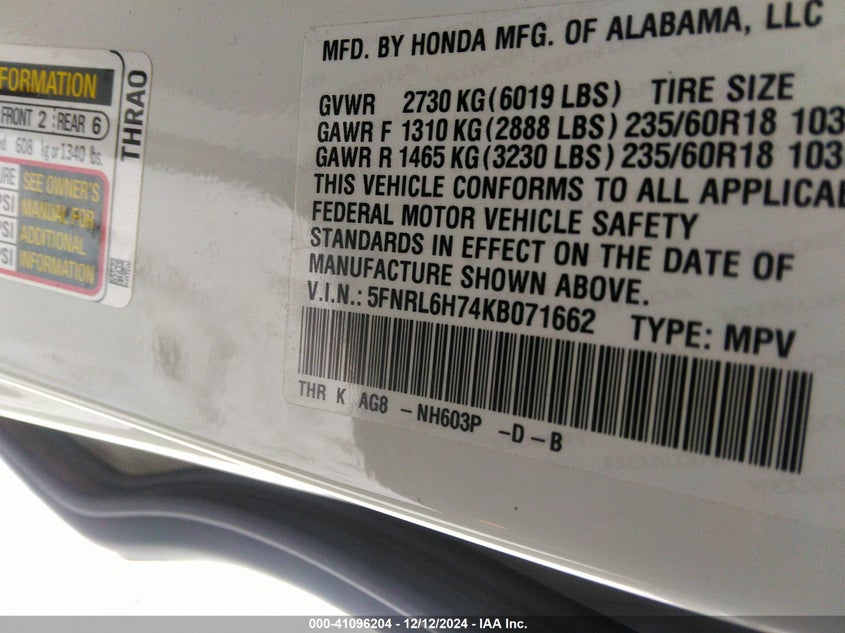 FORMATION
FRONT 2 REAR 6
608 kg or 1340 lbs.
SEE OWNER'S
PSI MANUAL FOR
PSI ADDITIONAL
PSI INFORMATION
THRAO
MFD. BY HONDA MFG. OF ALABAMA, LLC
GVWR 2730 KG (6019 LBS) TIRE SIZE
GAWR F 1310 KG (2888 LBS) 235/60R18 103
GAWR R 1465 KG (3230 LBS) 235/60R18 103
THIS VEHICLE CONFORMS TO ALL APPLICAB
FEDERAL MOTOR VEHICLE SAFETY
STANDARDS IN EFFECT ON THE DATE OF
MANUFACTURE SHOWN ABOVE.
V.I.N.: 5FNRL6H74KB071662 TYPE: MPV
THR K AG8 - NH603P - D - B
000-41096204 - 12/12/2024 - IAA Inc.